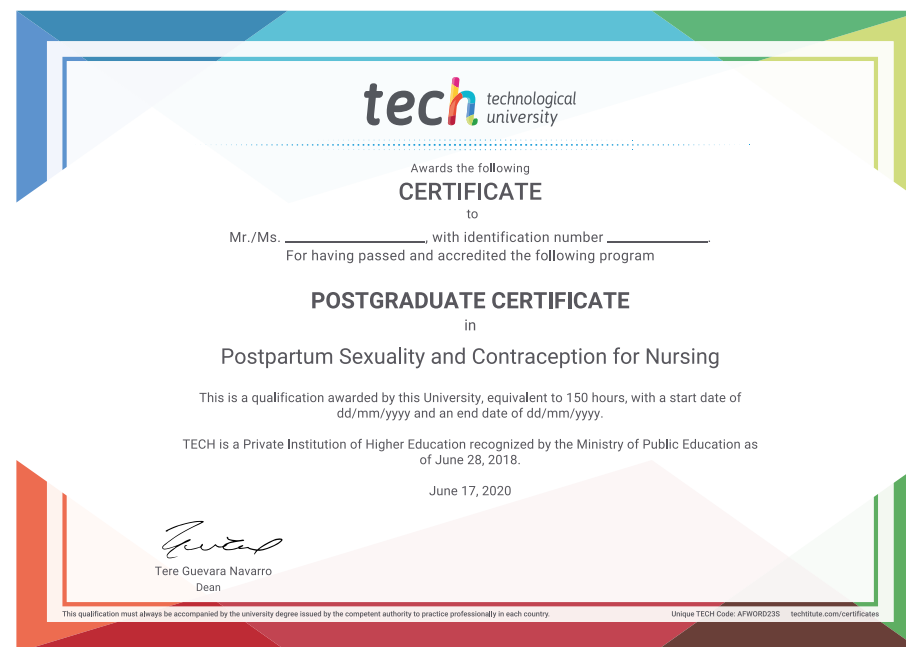 tech technological
university
Awards the following
CERTIFICATE
to
Mr./Ms. ____________________, with identification number ______________.
For having passed and accredited the following program
POSTGRADUATE CERTIFICATE
in
Postpartum Sexuality and Contraception for Nursing
This is a qualification awarded by this University, equivalent to 150 hours, with a start date of
dd/mm/yyyy and an end date of dd/mm/yyyy.
TECH is a Private Institution of Higher Education recognized by the Ministry of Public Education as
of June 28, 2018.
June 17, 2020
Tere Guevara Navarro
Dean
This qualification must always be accompanied by the university degree issued by the competent authority to practice professionally in each country.
Unique TECH Code: AFWORD23S techtitute.com/certificates